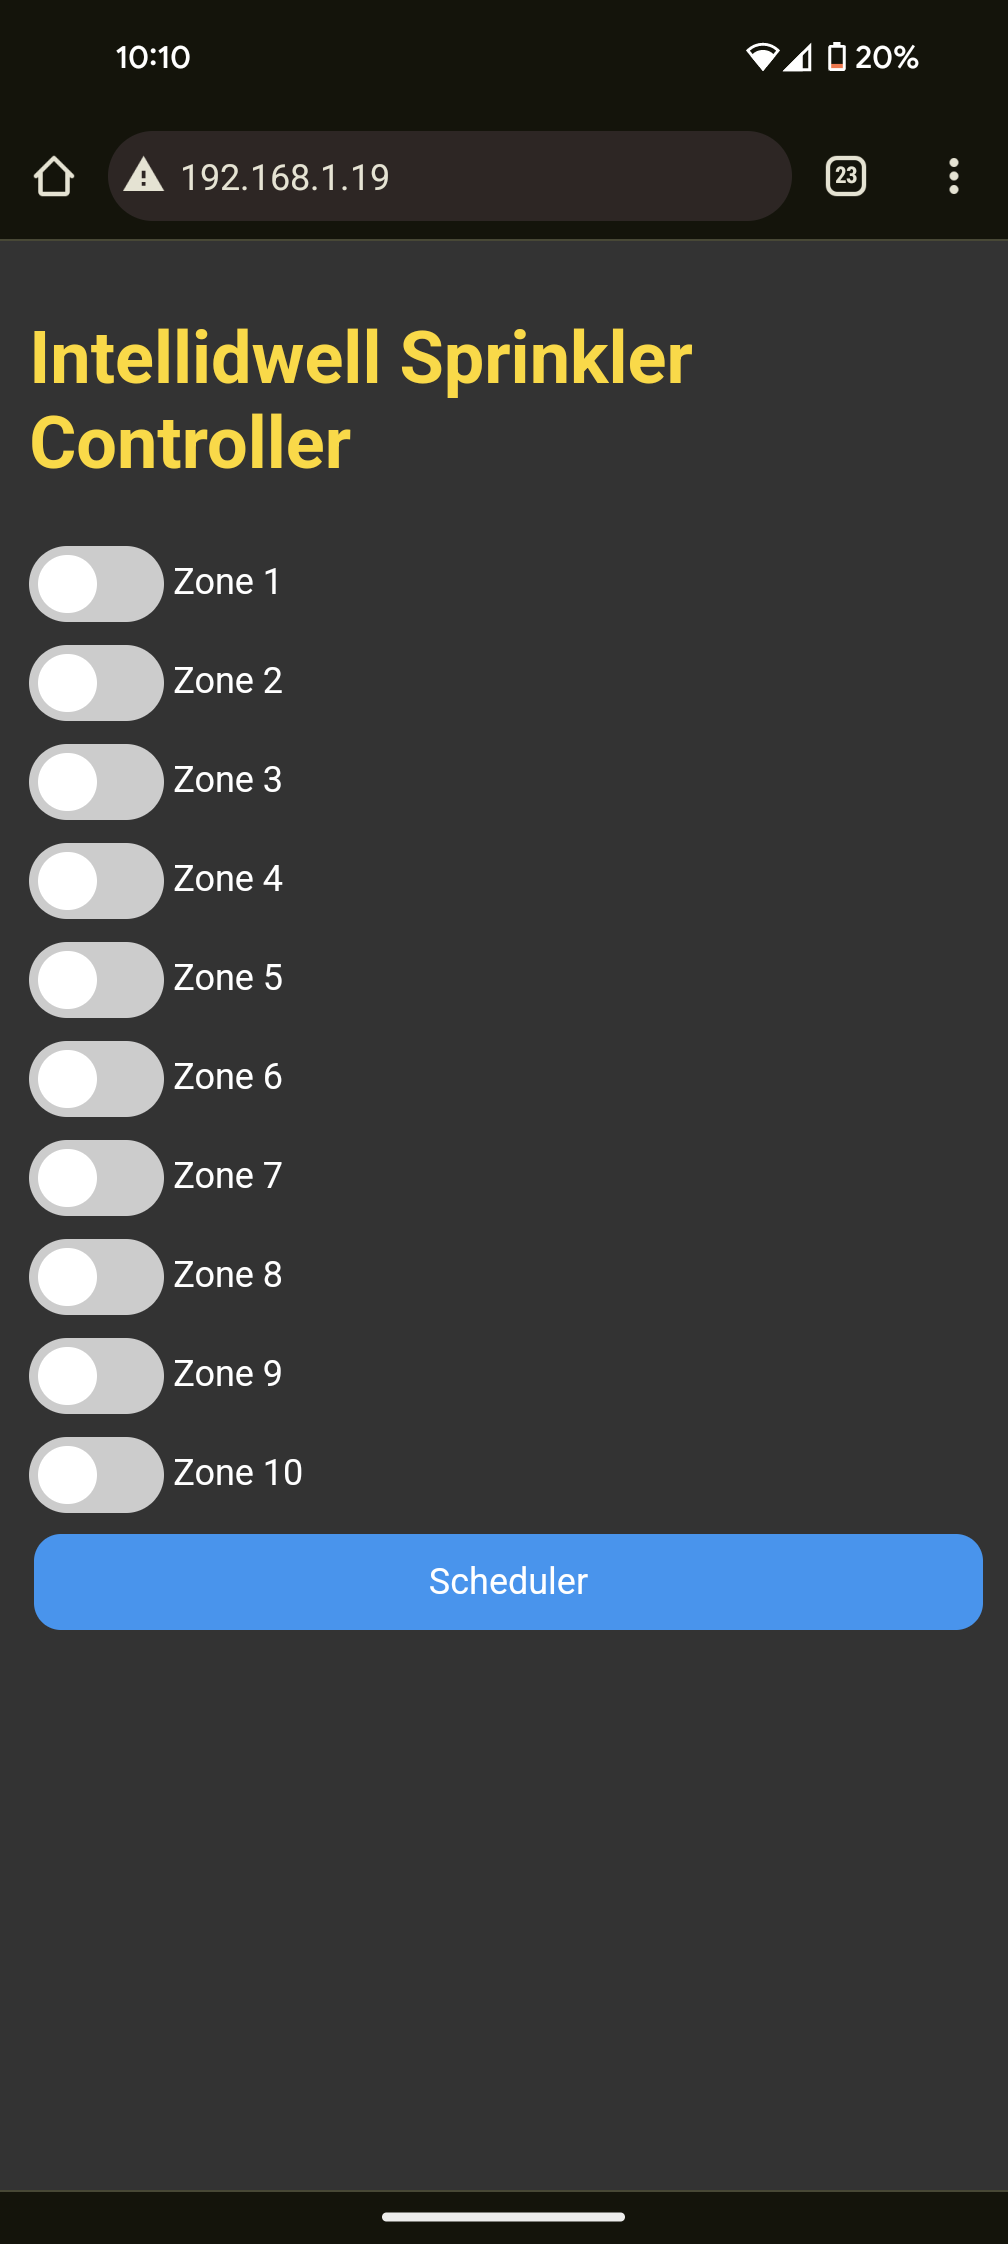 10:10
20%
192.168.1.19
23
Intellidwell Sprinkler
Controller
Zone 1
Zone 2
Zone 3
Zone 4
Zone 5
Zone 6
Zone 7
Zone 8
Zone 9
Zone 10
Scheduler